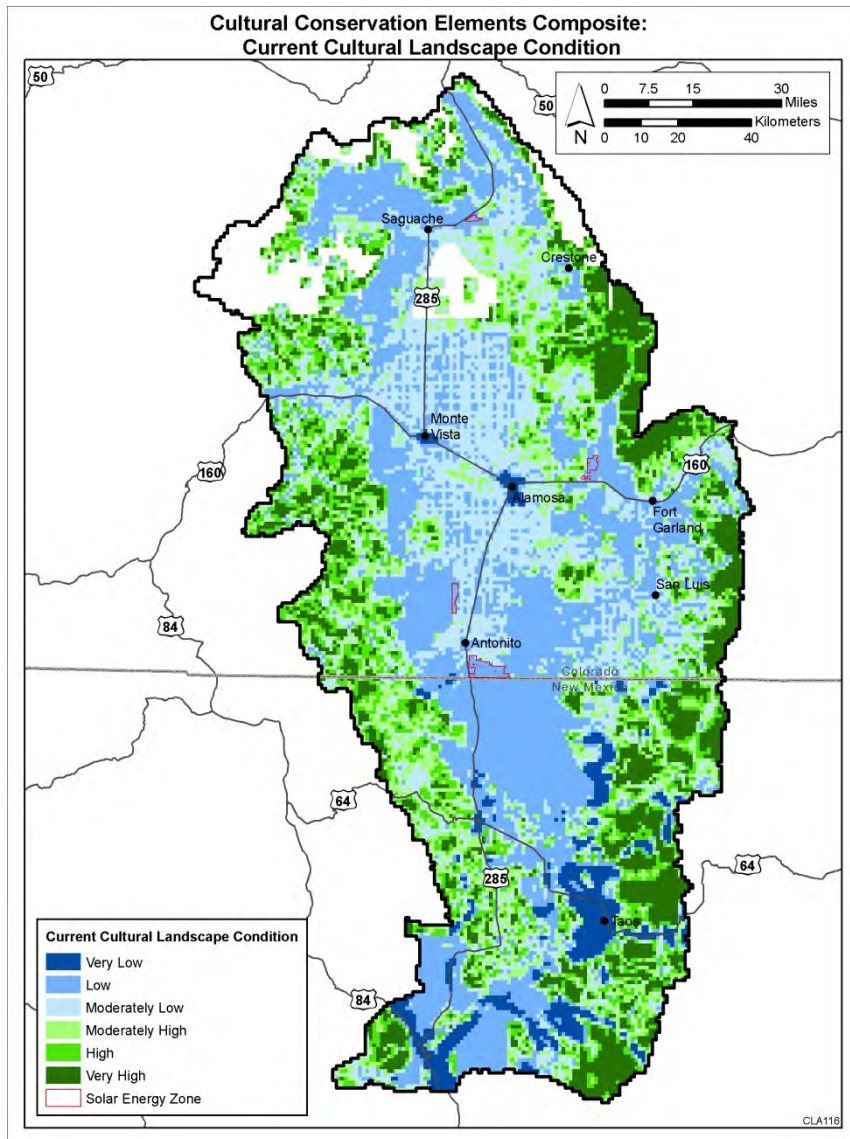 Cultural Conservation Elements Composite:
Current Cultural Landscape Condition
50
50
0 7.5 15 30
Miles
Kilometers
0 10 20 40
N
Saguache
Crestone
285
Monte
Vista
160
160
Alamosa
Fort
Garland
San Luis
84
Antonito
Colorado
New Mexico
64
64
285
Taos
84
Current Cultural Landscape Condition
Very Low
Low
Moderately Low
Moderately High
High
Very High
Solar Energy Zone
CLA116